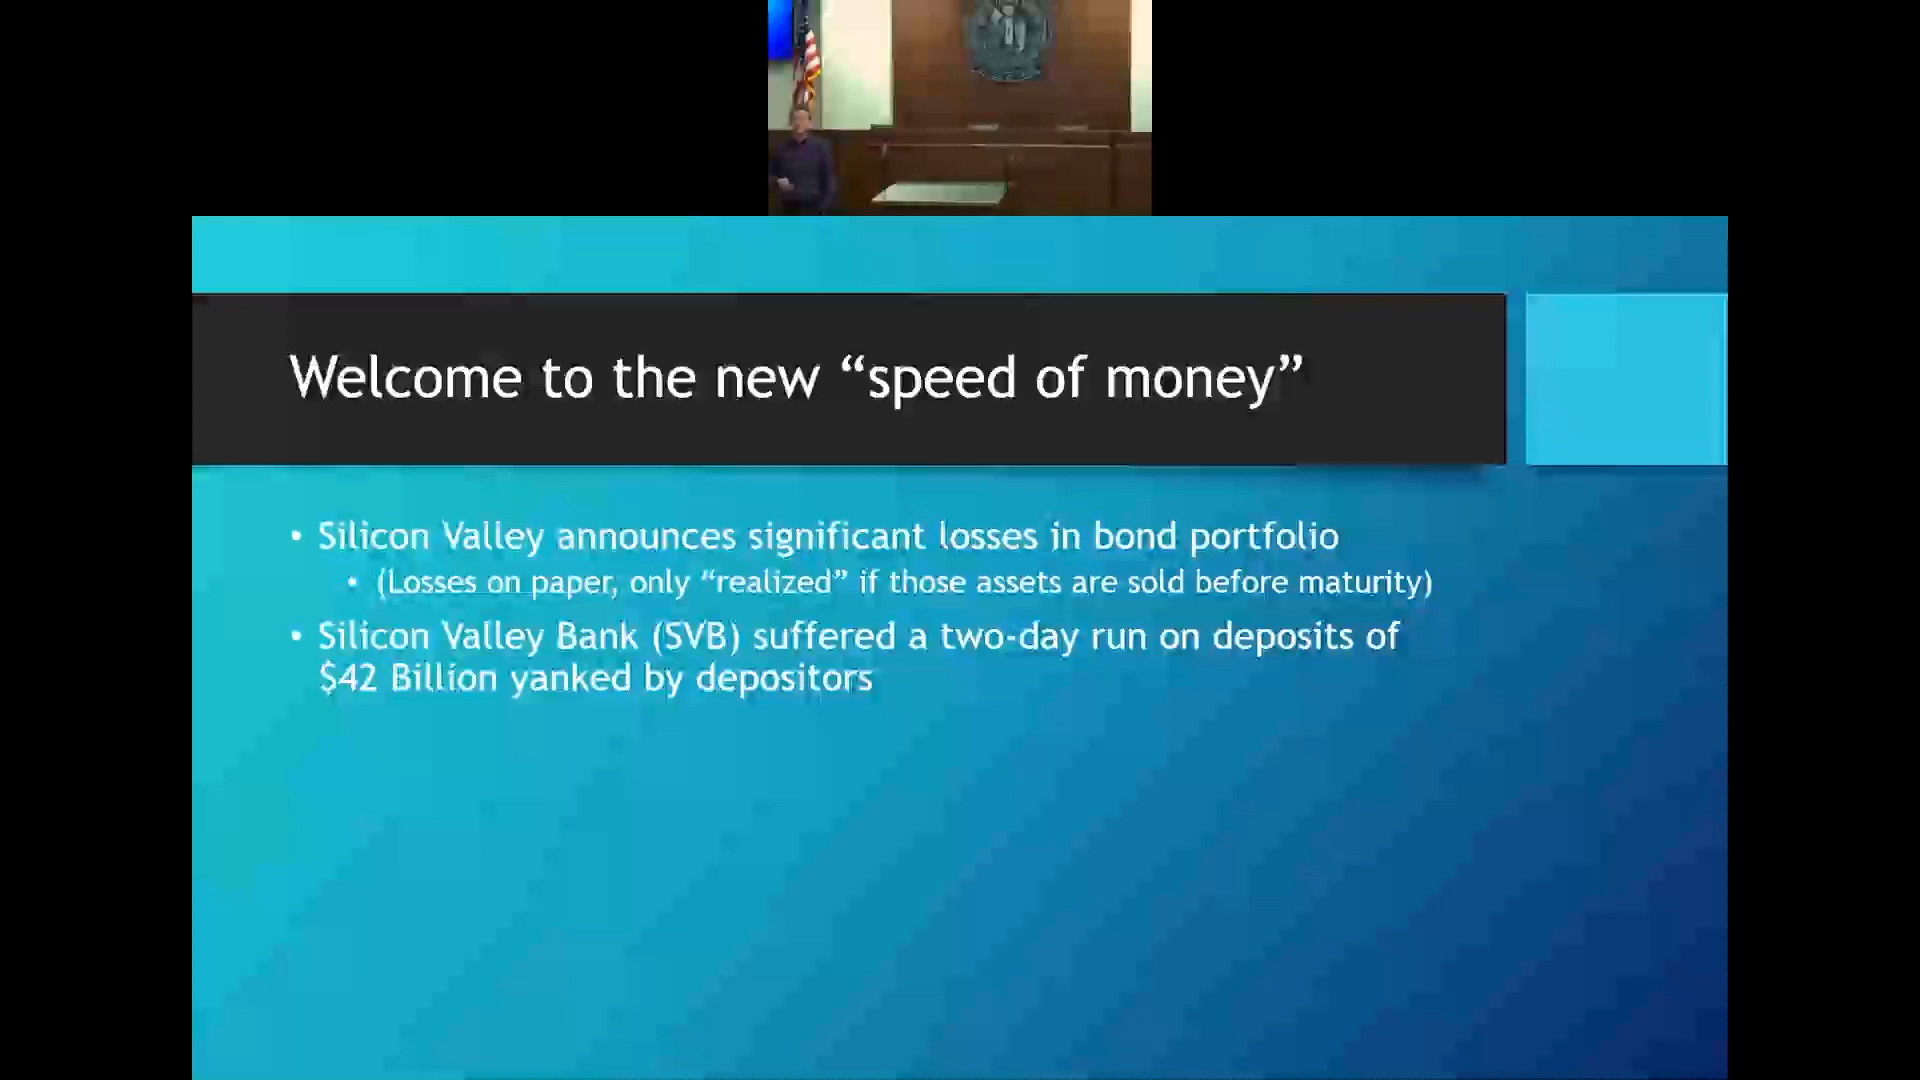 Welcome to the new “speed of money”
• Silicon Valley announces significant losses in bond portfolio
• (Losses on paper, only “realized” if those assets are sold before maturity)
• Silicon Valley Bank (SVB) suffered a two-day run on deposits of
$42 Billion yanked by depositors